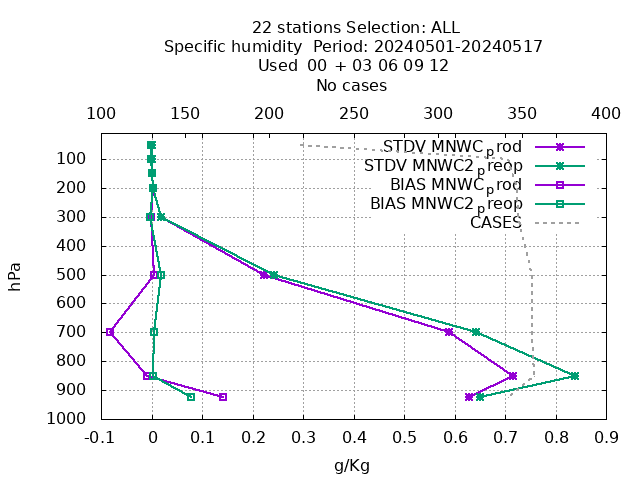 22 stations Selection: ALL
Specific humidity Period: 20240501-20240517
Used 00 + 03 06 09 12
No cases
100 150 200 250 300 350 400
STDV MNWC_prod
STDV MNWC2_preop
BIAS MNWC_prod
BIAS MNWC2_preop
CASES
hPa
100
200
300
400
500
600
700
800
900
1000
-0.1 0 0.1 0.2 0.3 0.4 0.5 0.6 0.7 0.8 0.9
g/Kg